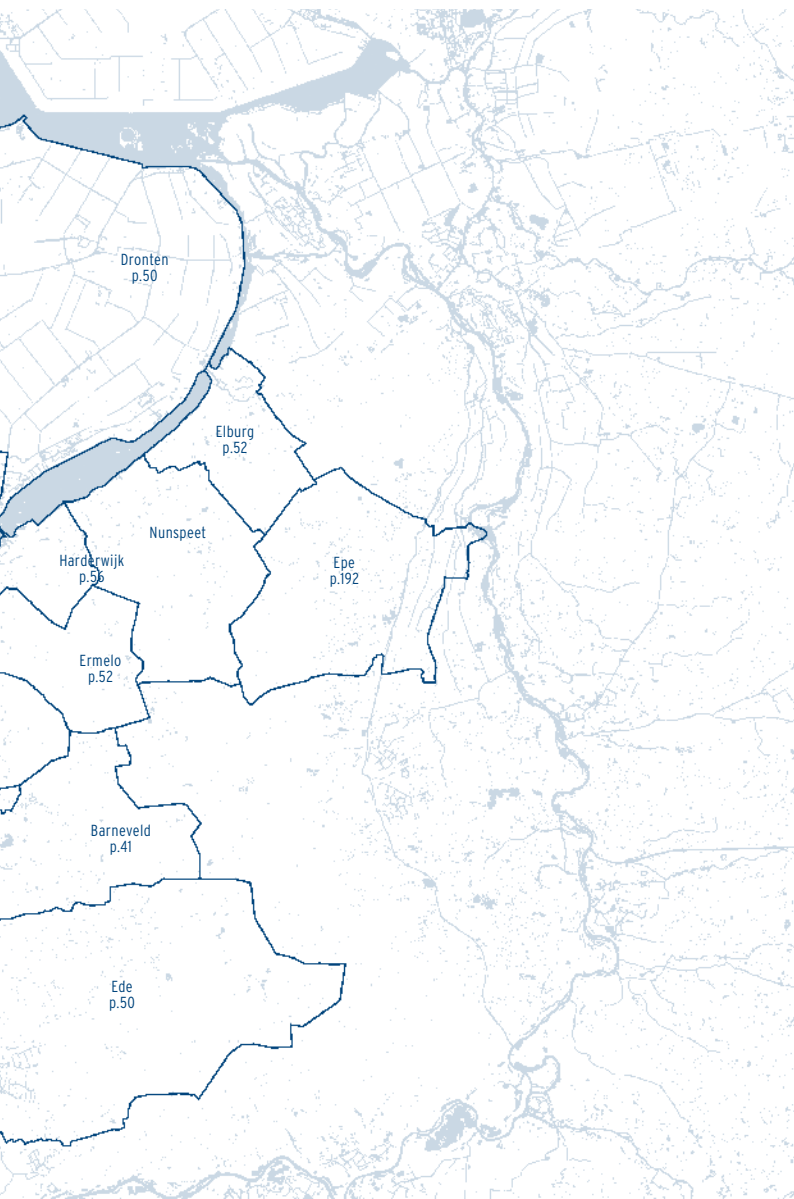 Dronten
p.50
Elburg
p.52
Nunspeet
Harderwijk
p.56
Epe
p.192
Ermelo
p.52
Barneveld
p.41
Ede
p.50